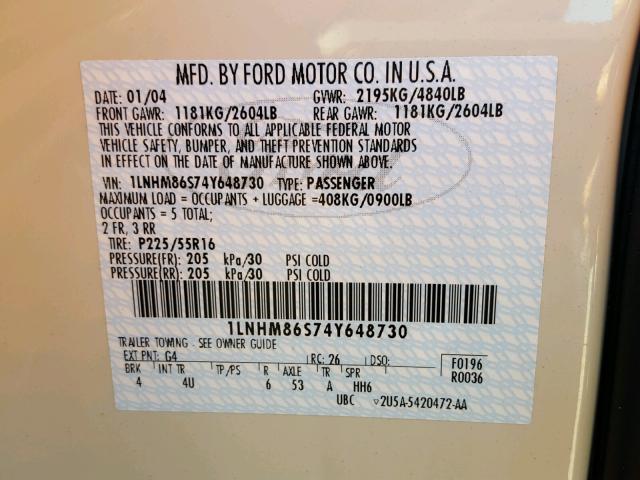 MFD. BY FORD MOTOR CO. IN U.S.A.
DATE: 01/04 GVWR: 2195KG/4840LB
FRONT GAWR: 1181KG/2604LB REAR GAWR: 1181KG/2604LB
THIS VEHICLE CONFORMS TO ALL APPLICABLE FEDERAL MOTOR
VEHICLE SAFETY, BUMPER, AND THEFT PREVENTION STANDARDS
IN EFFECT ON THE DATE OF MANUFACTURE SHOWN ABOVE.
VIN: 1LNHM86S74Y648730 TYPE: PASSENGER
MAXIMUM LOAD = OCCUPANTS + LUGGAGE =408KG/0900LB
OCCUPANTS = 5 TOTAL;
2 FR, 3 RR
TIRE: P225/55R16
PRESSURE(FR): 205 kPa/30 PSI COLD
PRESSURE(RR): 205 kPa/30 PSI COLD
1LNHM86S74Y648730
TRAILER TOWING - SEE OWNER GUIDE
EXT PNT: G4 RC: 26 DSO: F0196
BRK INT TR TP/PS R AXLE TR SPR R0036
4 4U 6 53 A HH6
UBC 2U5A-5420472-AA